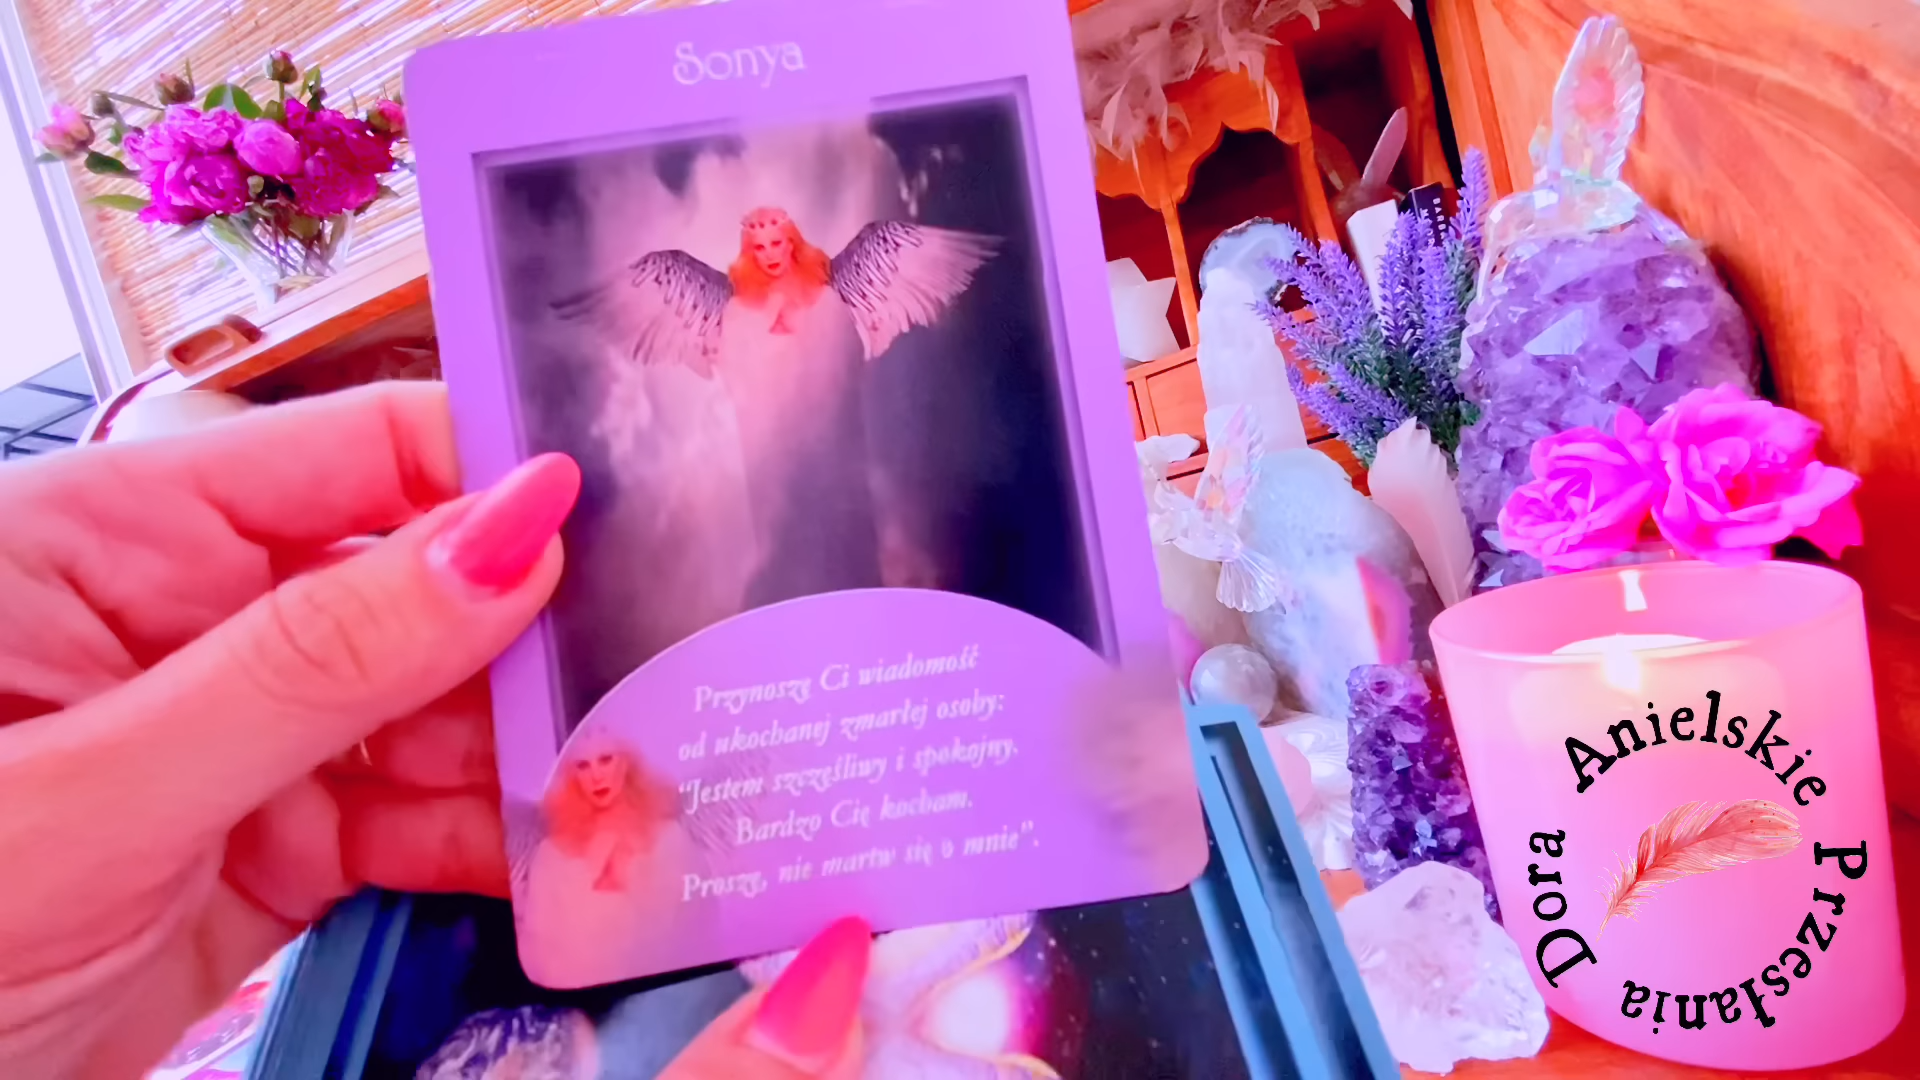 Sonya
Przynoszę Ci wiadomość
od ukochanej zmarłej osoby:
“Jestem szczęśliwy i spokojny.
Bardzo Cię kocham.
Proszę, nie martw się o mnie”.
Anielskie Przesłania Dora